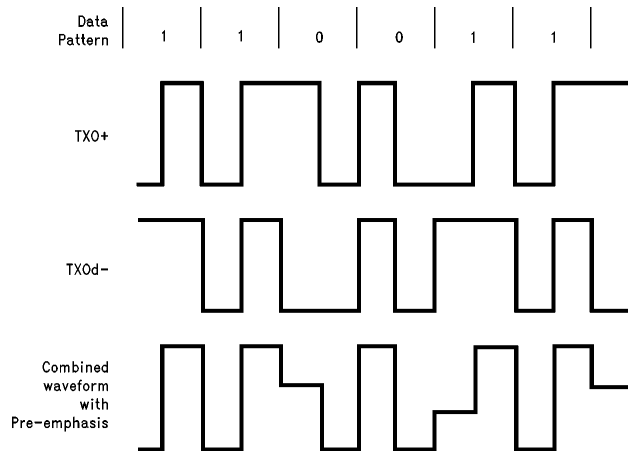 Data
Pattern
1 1 0 0 1 1
TXO+
TXOd-
Combined
waveform
with
Pre-emphasis